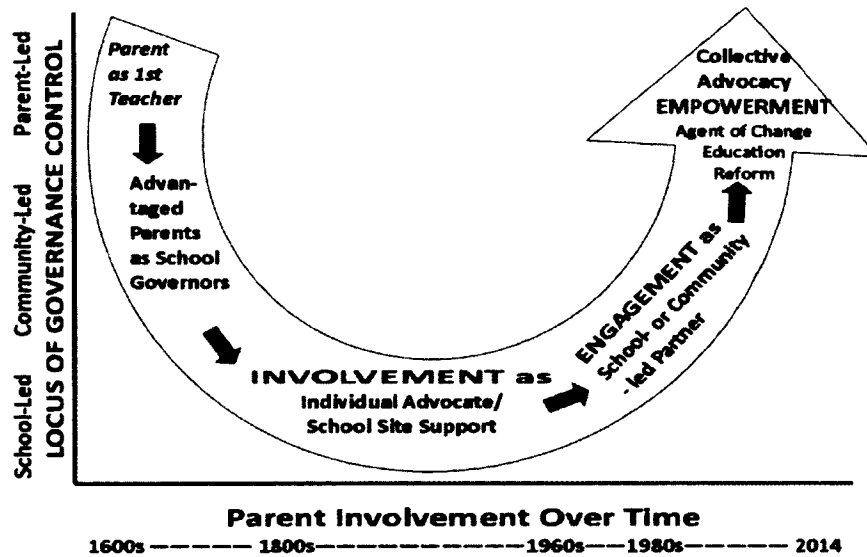 Parent-Led
Community-Led
School-Led
LOCUS OF GOVERNANCE CONTROL
Parent
as 1st
Teacher
Advan-
taged
Parents
as School
Governors
INVOLVEMENT as
Individual Advocate/
School Site Support
ENGAGEMENT as
School- or Community
- led Partner
Collective
Advocacy
EMPOWERMENT
Agent of Change
Education
Reform
Parent Involvement Over Time
1600s — — — — — 1800s — — — — — — — — — — 1960s — — — 1980s — — — — — 2014